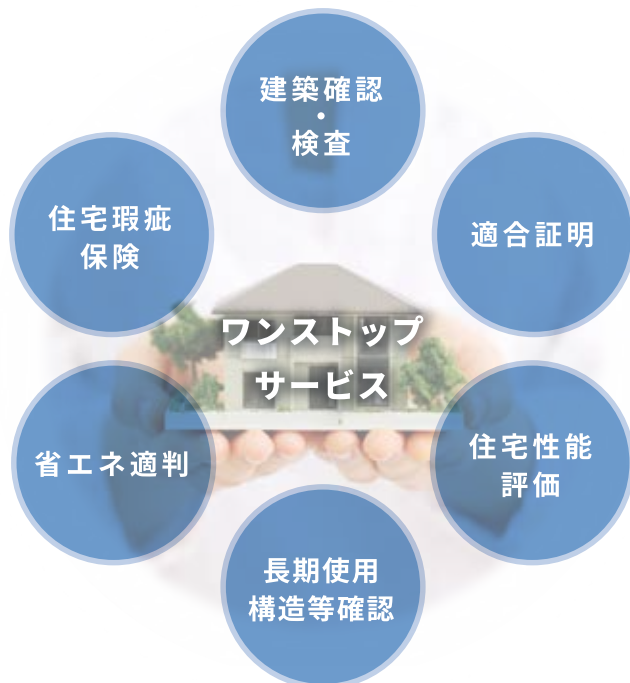 建築確認
・
検査
住宅瑕疵
保険
適合証明
ワンストップ
サービス
省エネ適判
住宅性能
評価
長期使用
構造等確認